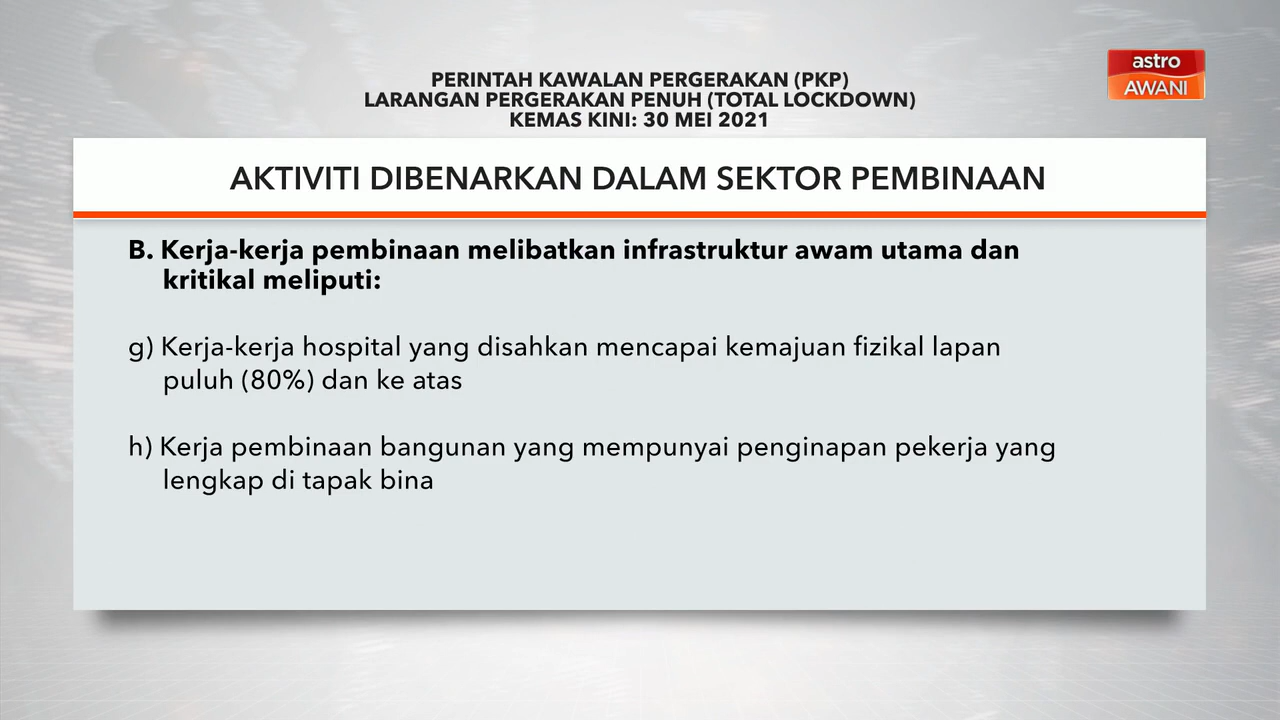 PERINTAH KAWALAN PERGERAKAN (PKP)
LARANGAN PERGERAKAN PENUH (TOTAL LOCKDOWN)
KEMAS KINI: 30 MEI 2021
astro
AWANI
AKTIVITI DIBENARKAN DALAM SEKTOR PEMBINAAN
B. Kerja-kerja pembinaan melibatkan infrastruktur awam utama dan
kritikal meliputi:
g) Kerja-kerja hospital yang disahkan mencapai kemajuan fizikal lapan
puluh (80%) dan ke atas
h) Kerja pembinaan bangunan yang mempunyai penginapan pekerja yang
lengkap di tapak bina